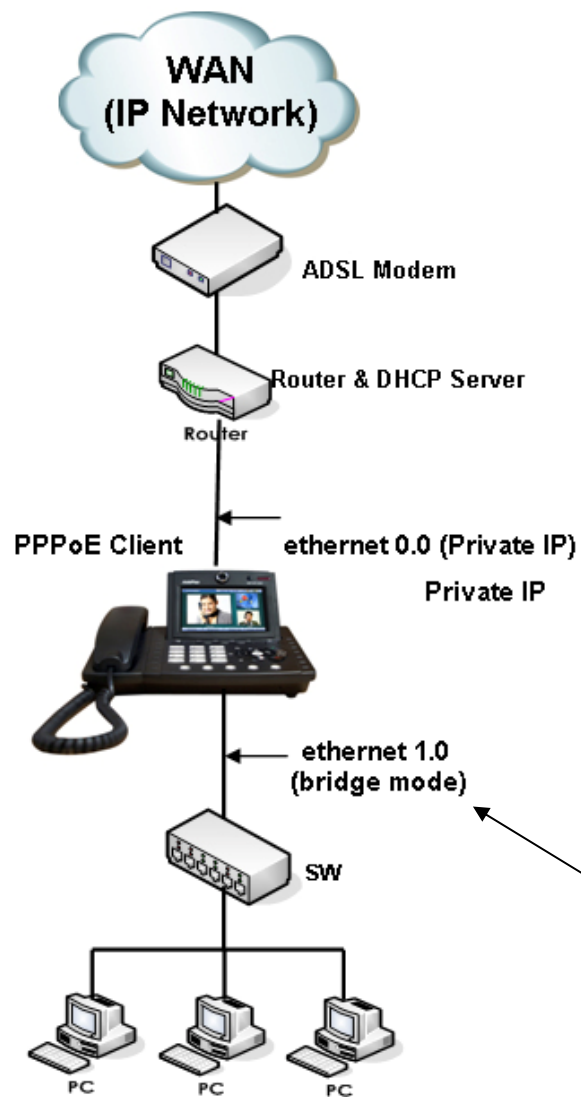 WAN
(IP Network)
ADSL Modem
Router & DHCP Server
Router
PPPoE Client
ethernet 0.0 (Private IP)
Private IP
ethernet 1.0
(bridge mode)
SW
PC
PC
PC